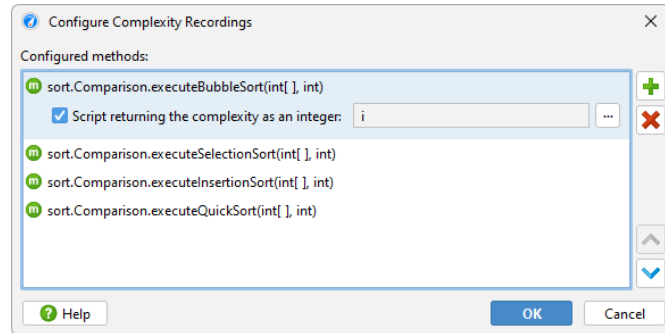 Configure Complexity Recordings
Configured methods:
m sort.Comparison.executeBubbleSort(int[ ], int)
Script returning the complexity as an integer: i ...
m sort.Comparison.executeSelectionSort(int[ ], int)
m sort.Comparison.executeInsertionSort(int[ ], int)
m sort.Comparison.executeQuickSort(int[ ], int)
? Help OK Cancel